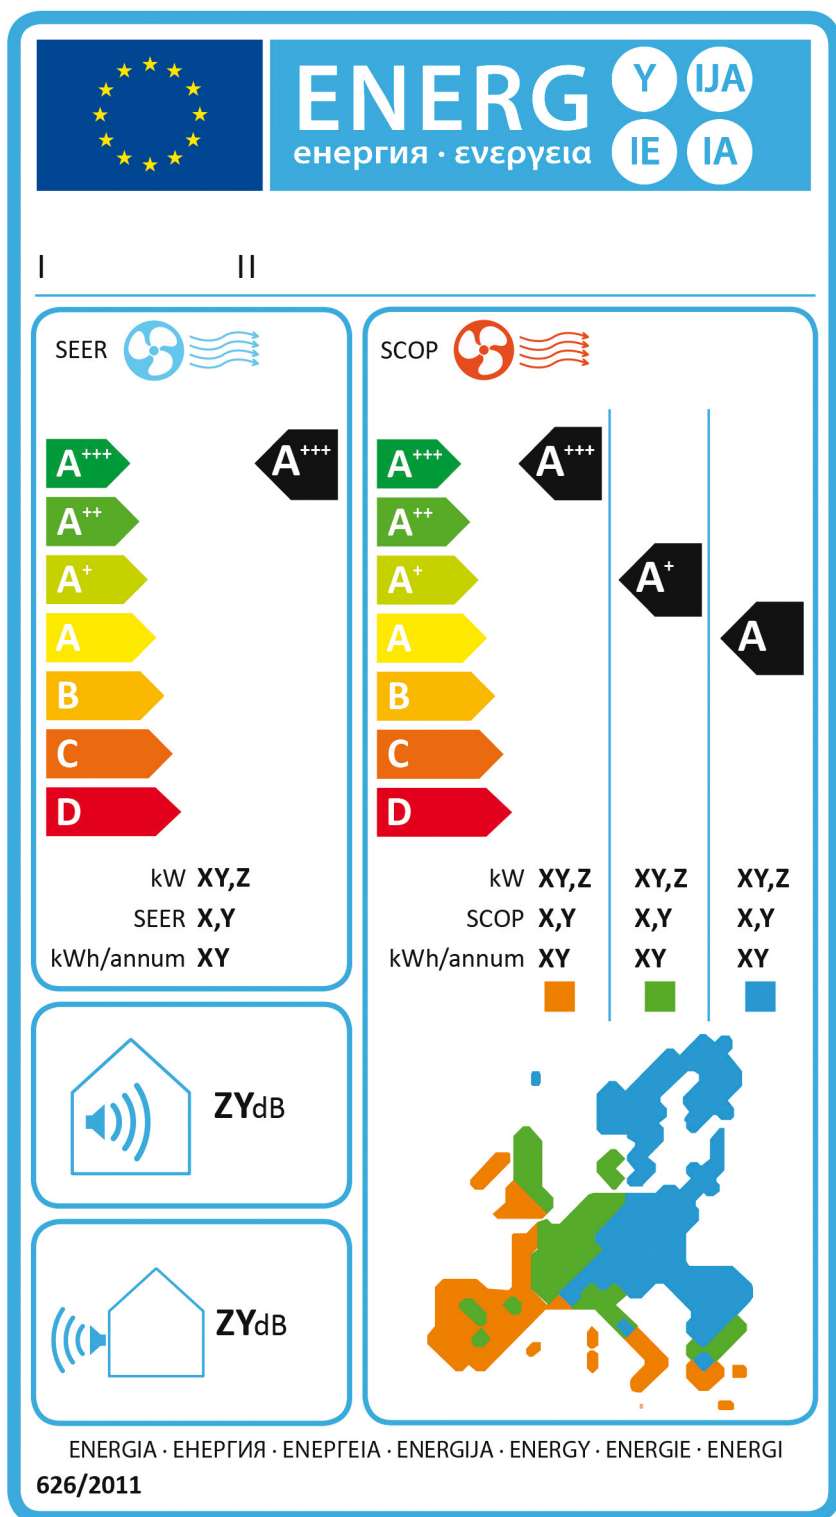 ENERG Y IJA
енергия · ενεργεια IE IA
I II
SEER
A+++ A+++
A++
A+
A
B
C
D
kW XY,Z
SEER X,Y
kWh/annum XY
SCOP
A+++ A+++
A++
A+ A+
A A
B
C
D
kW XY,Z XY,Z XY,Z
SCOP X,Y X,Y X,Y
kWh/annum XY XY XY
ZYdB
ZYdB
ENERGIA · ЕНЕРГИЯ · ΕΝΕΡΓΕΙΑ · ENERGIJA · ENERGY · ENERGIE · ENERGI
626/2011